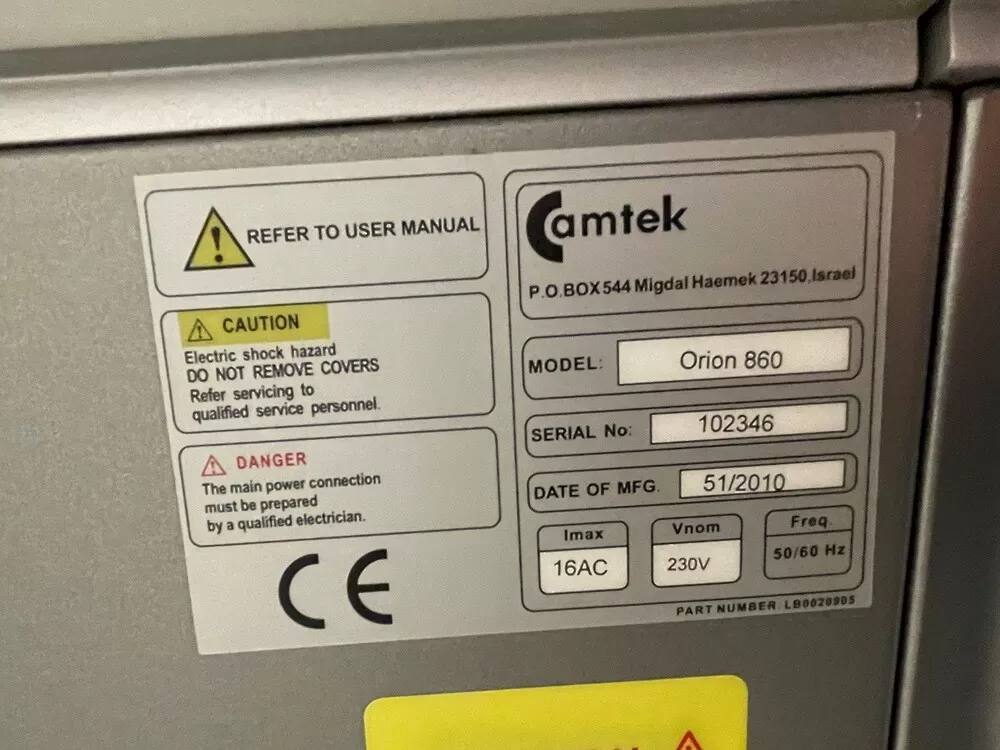 REFER TO USER MANUAL
CAUTION
Electric shock hazard
DO NOT REMOVE COVERS
Refer servicing to
qualified service personnel.
DANGER
The main power connection
must be prepared
by a qualified electrician.
CE
Camtek
P.O.BOX 544 Migdal Haemek 23150,Israel
MODEL: Orion 860
SERIAL No: 102346
DATE OF MFG. 51/2010
Imax Vnom Freq.
16AC 230V 50/60 Hz
PART NUMBER: LB0020905